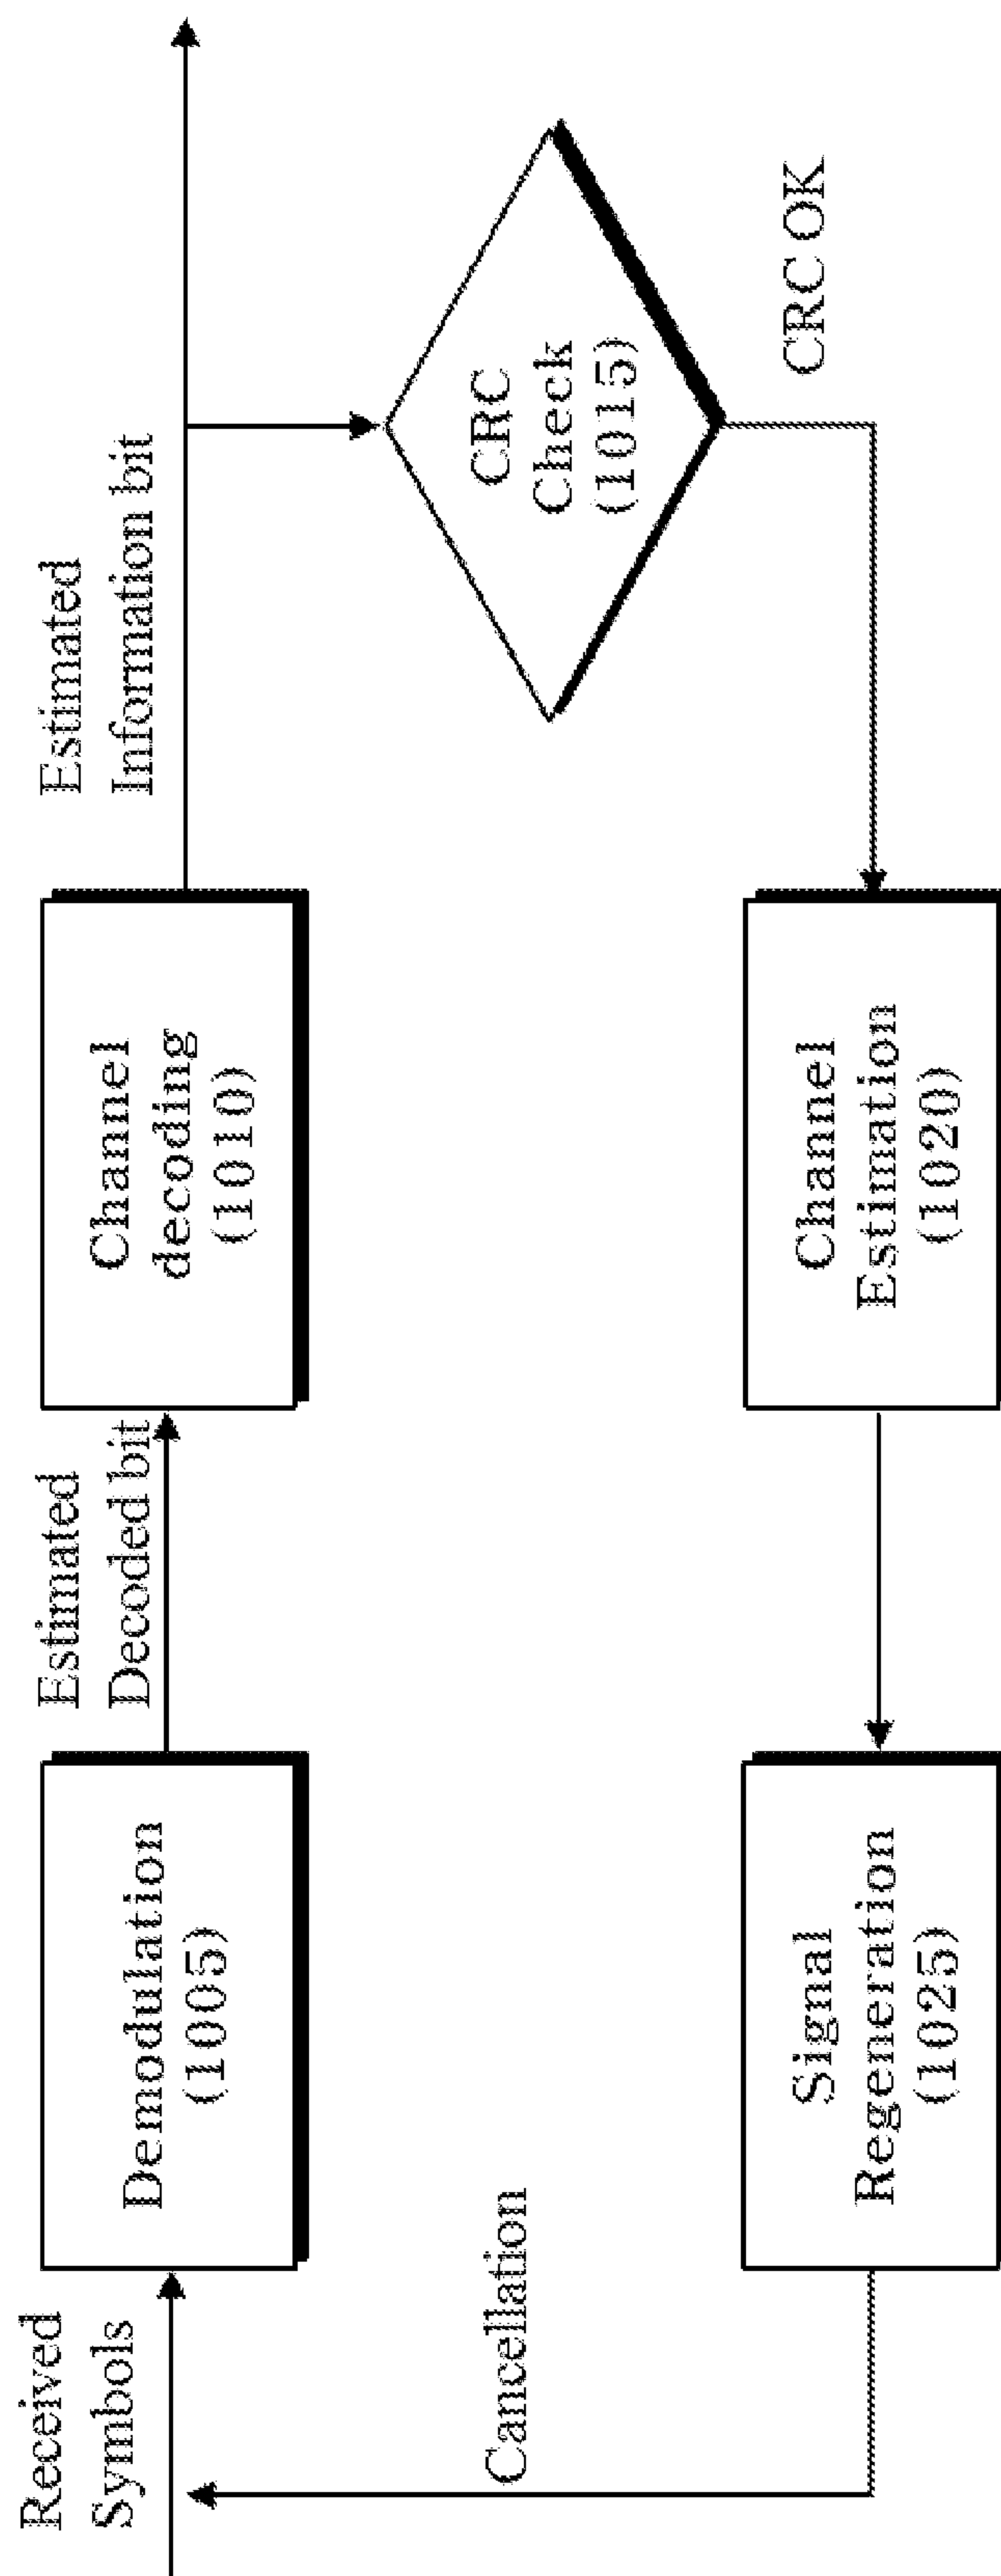 Received
Symbols
Demodulation
(1005)
Estimated
Decoded bit
Channel
decoding
(1010)
Estimated
Information bit
CRC
Check
(1015)
CRC OK
Channel
Estimation
(1020)
Signal
Regeneration
(1025)
Cancellation